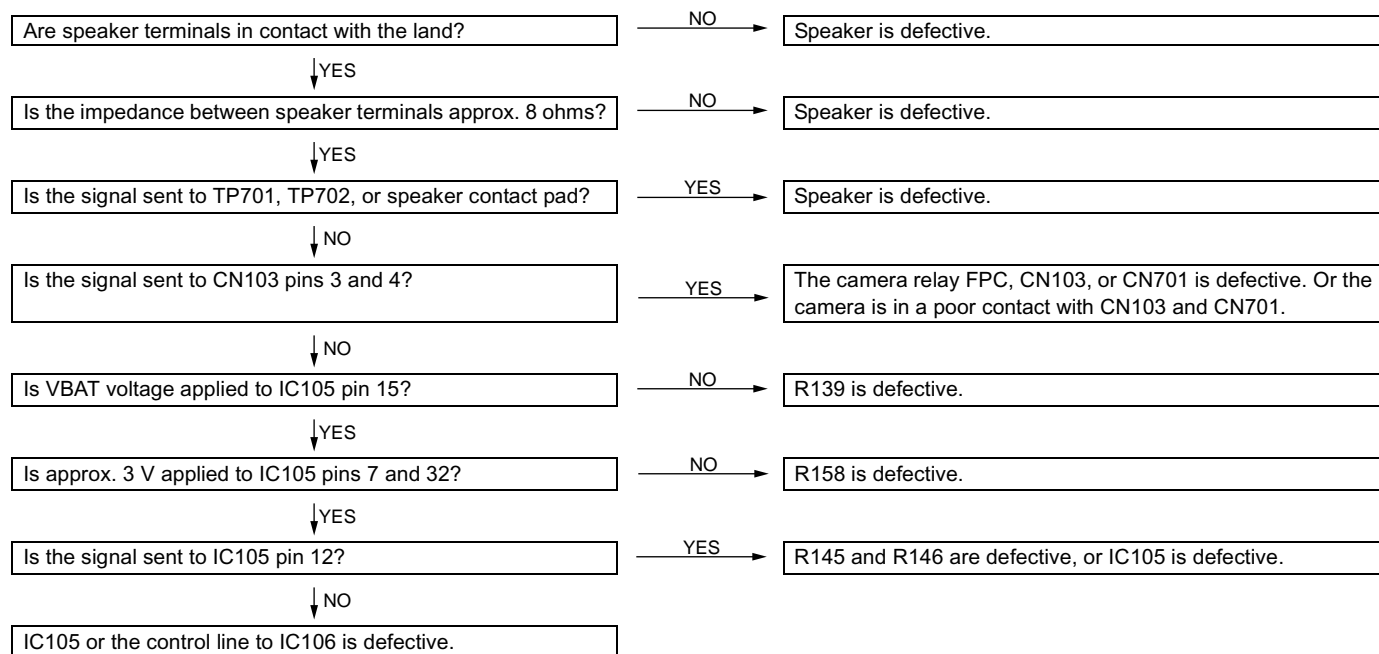 Are speaker terminals in contact with the land?
NO
Speaker is defective.
YES
Is the impedance between speaker terminals approx. 8 ohms?
NO
Speaker is defective.
YES
Is the signal sent to TP701, TP702, or speaker contact pad?
YES
Speaker is defective.
NO
Is the signal sent to CN103 pins 3 and 4?
YES
The camera relay FPC, CN103, or CN701 is defective. Or the
camera is in a poor contact with CN103 and CN701.
NO
Is VBAT voltage applied to IC105 pin 15?
NO
R139 is defective.
YES
Is approx. 3 V applied to IC105 pins 7 and 32?
NO
R158 is defective.
YES
Is the signal sent to IC105 pin 12?
YES
R145 and R146 are defective, or IC105 is defective.
NO
IC105 or the control line to IC106 is defective.